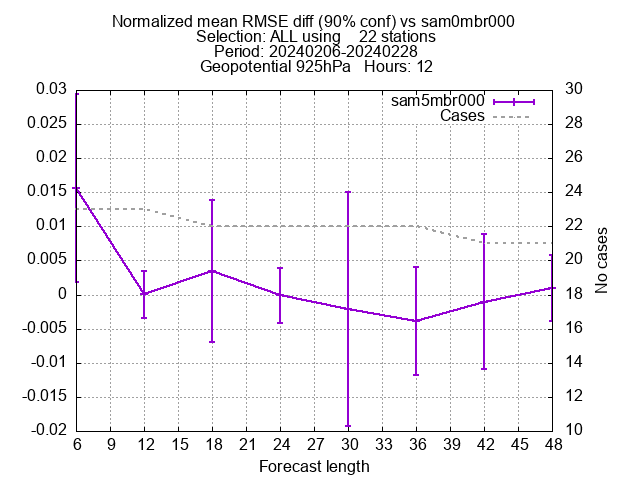 Normalized mean RMSE diff (90% conf) vs sam0mbr000
Selection: ALL using    22 stations
Period: 20240206-20240228
Geopotential 925hPa   Hours: 12
sam5mbr000
Cases
0.03
0.025
0.02
0.015
0.01
0.005
0
-0.005
-0.01
-0.015
-0.02
30
28
26
24
22
20
18
16
14
12
10
No cases
6 9 12 15 18 21 24 27 30 33 36 39 42 45 48
Forecast length